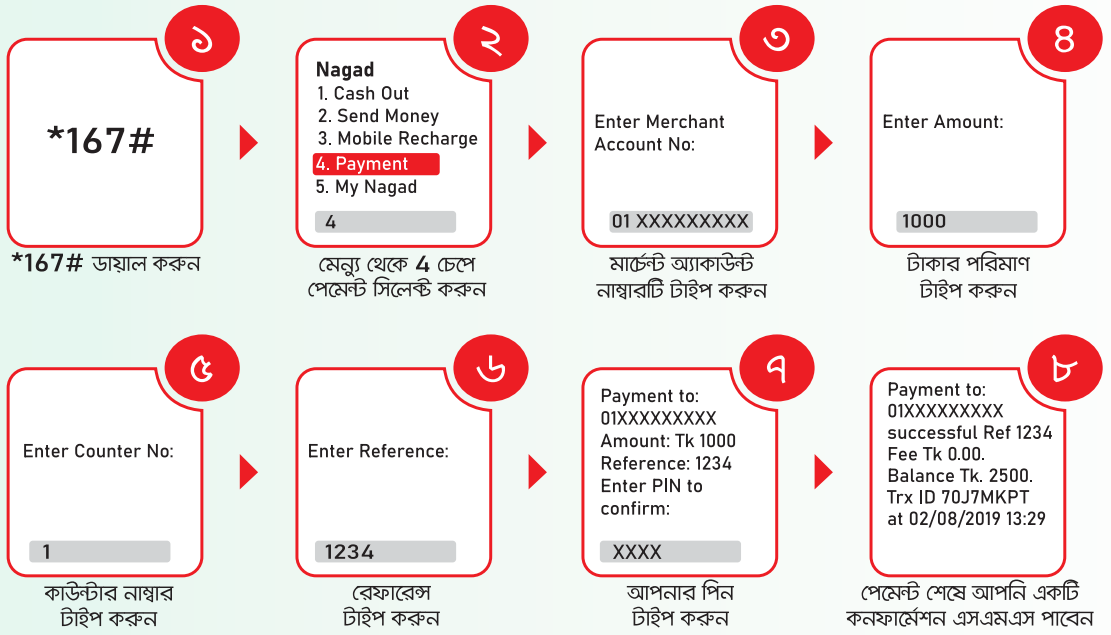 ১
*167#
*167# ডায়াল করুন
২
Nagad
1. Cash Out
2. Send Money
3. Mobile Recharge
4. Payment
5. My Nagad
4
মেন্যু থেকে 4 চেপে
পেমেন্ট সিলেক্ট করুন
৩
Enter Merchant
Account No:
01 XXXXXXXXX
মার্চেন্ট অ্যাকাউন্ট
নাম্বারটি টাইপ করুন
৪
Enter Amount:
1000
টাকার পরিমাণ
টাইপ করুন
৫
Enter Counter No:
1
কাউন্টার নাম্বার
টাইপ করুন
৬
Enter Reference:
1234
রেফারেন্স
টাইপ করুন
৭
Payment to:
01XXXXXXXXX
Amount: Tk 1000
Reference: 1234
Enter PIN to
confirm:
XXXX
আপনার পিন
টাইপ করুন
৮
Payment to:
01XXXXXXXXX
successful Ref 1234
Fee Tk 0.00.
Balance Tk. 2500.
Trx ID 70J7MKPT
at 02/08/2019 13:29
পেমেন্ট শেষে আপনি একটি
কনফার্মেশন এসএমএস পাবেন